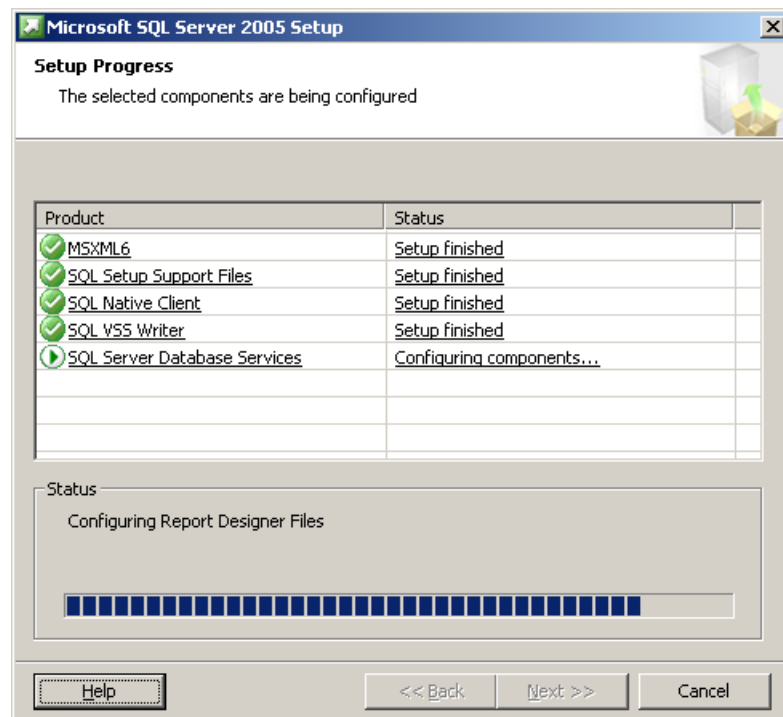 Microsoft SQL Server 2005 Setup
Setup Progress
The selected components are being configured
Product Status
MSXML6 Setup finished
SQL Setup Support Files Setup finished
SQL Native Client Setup finished
SQL VSS Writer Setup finished
SQL Server Database Services Configuring components...
Status
Configuring Report Designer Files
Help << Back Next >> Cancel